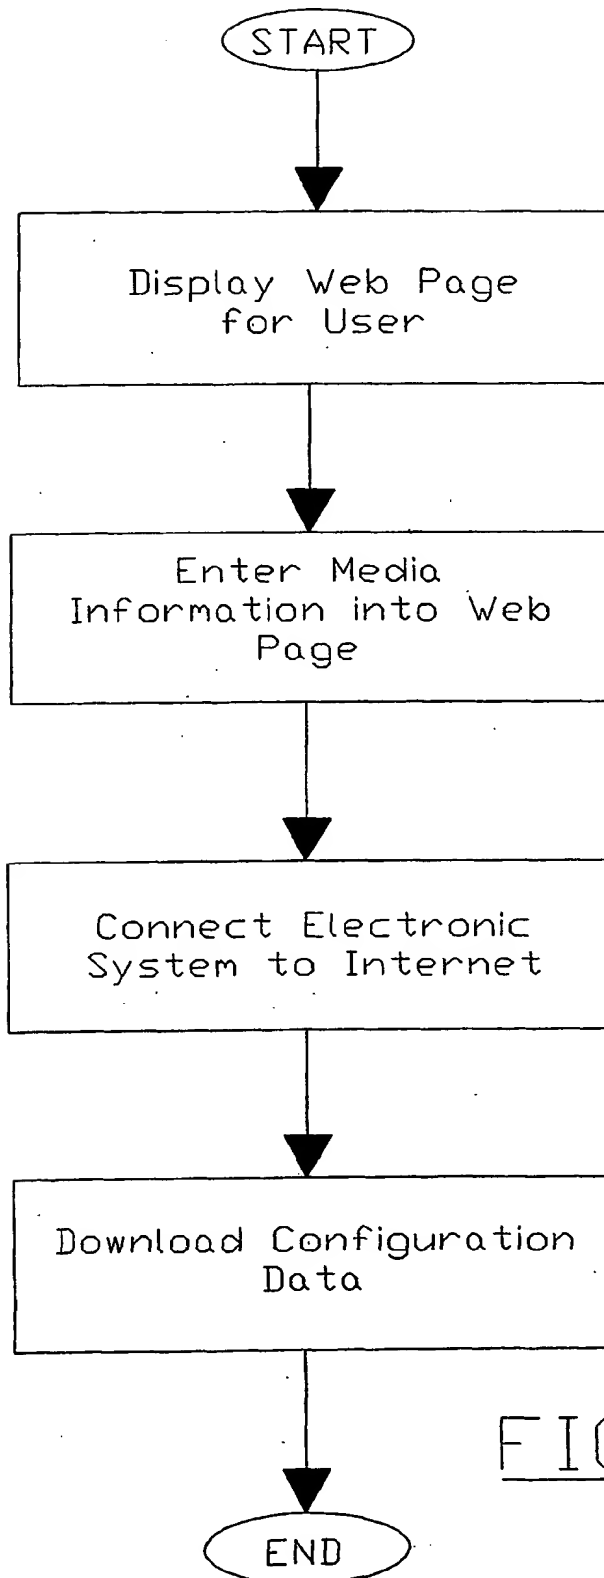 START
Display Web Page
for User
Enter Media
Information into Web
Page
Connect Electronic
System to Internet
Download Configuration
Data
END